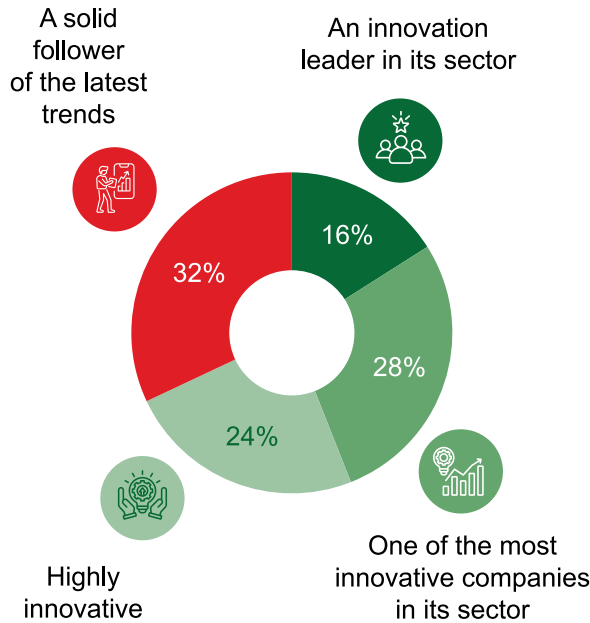 A solid
follower
of the latest
trends
An innovation
leader in its sector
16%
32%
28%
24%
Highly
innovative
One of the most
innovative companies
in its sector